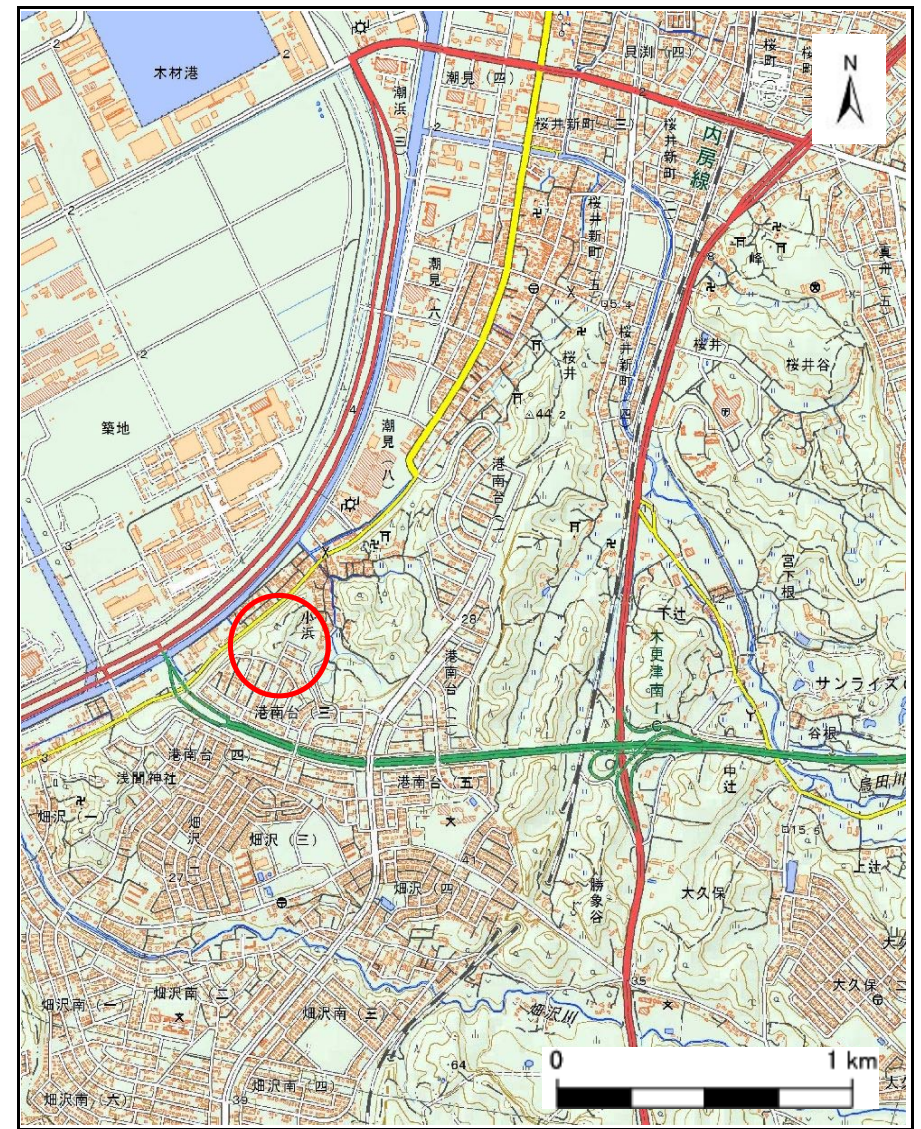 木材港
潮浜(三)
潮見(四)
貝渕(四)
桜町
N
桜井新町(三)
桜井新町
内房線
桜井新町(五)
真舟(五)
峰
潮見(六)
桜井
桜井
桜井谷
桜井新町(四)
44.2
築地
潮見(八)
港南台(一)
宮下根
下辻
小浜
28
木更津南IC
港南台(二)
サンライズ
港南台(三)
谷根
港南台(四)
浅間神社
港南台(五)
中辻
烏田川
畑沢(一)
畑沢(二)
畑沢(三)
15.6
27
41
畑沢(四)
上辻
勝象谷
大久保
35
畑沢南(一)
畑沢南(二)
畑沢南(三)
畑沢川
大久保(二)
64
0
1 km
畑沢南(四)
畑沢南(六)
39